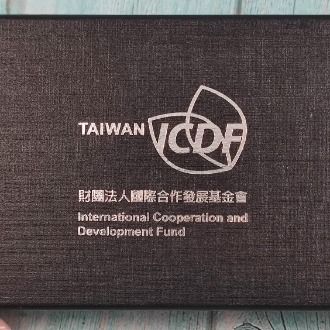 TAIWAN ICDF
財團法人國際合作發展基金會
International Cooperation and
Development Fund